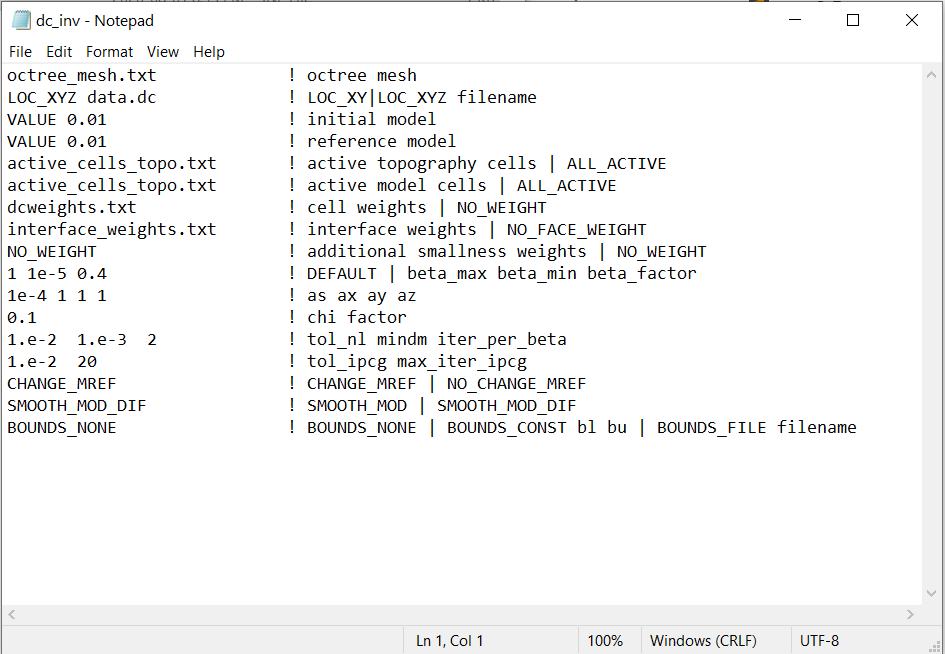 dc_inv - Notepad
File Edit Format View Help
octree_mesh.txt ! octree mesh
LOC_XYZ data.dc ! LOC_XY|LOC_XYZ filename
VALUE 0.01 ! initial model
VALUE 0.01 ! reference model
active_cells_topo.txt ! active topography cells | ALL_ACTIVE
active_cells_topo.txt ! active model cells | ALL_ACTIVE
dcweights.txt ! cell weights | NO_WEIGHT
interface_weights.txt ! interface weights | NO_FACE_WEIGHT
NO_WEIGHT ! additional smallness weights | NO_WEIGHT
1 1e-5 0.4 ! DEFAULT | beta_max beta_min beta_factor
1e-4 1 1 1 ! as ax ay az
0.1 ! chi factor
1.e-2  1.e-3  2 ! tol_nl mindm iter_per_beta
1.e-2  20 ! tol_ipcg max_iter_ipcg
CHANGE_MREF ! CHANGE_MREF | NO_CHANGE_MREF
SMOOTH_MOD_DIF ! SMOOTH_MOD | SMOOTH_MOD_DIF
BOUNDS_NONE ! BOUNDS_NONE | BOUNDS_CONST bl bu | BOUNDS_FILE filename
Ln 1, Col 1 100% Windows (CRLF) UTF-8